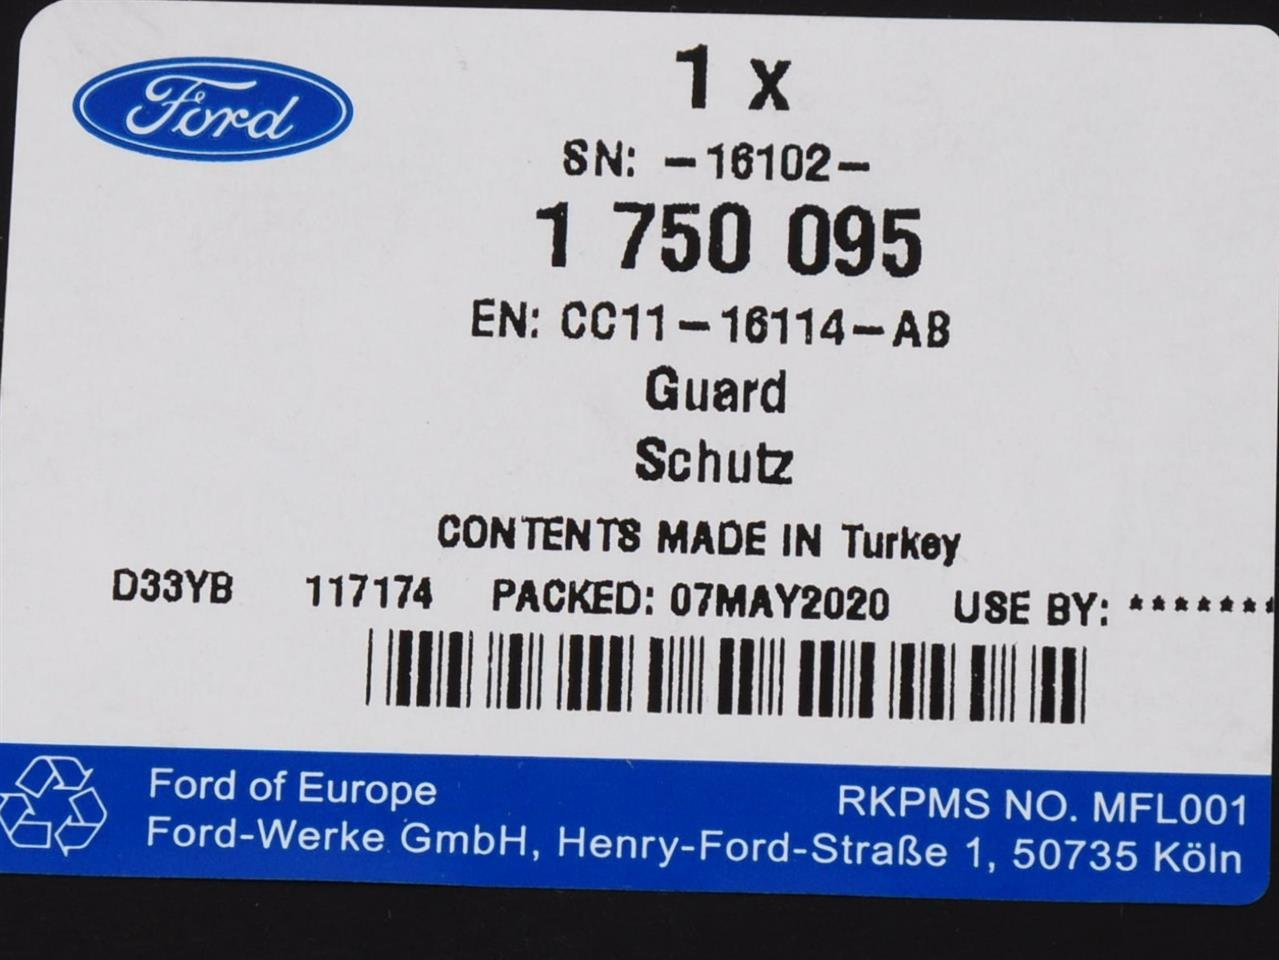 Ford
1 x
SN: -16102-
1 750 095
EN: CC11-16114-AB
Guard
Schutz
CONTENTS MADE IN Turkey
D33YB 117174 PACKED: 07MAY2020 USE BY: *******
Ford of Europe RKPMS NO. MFL001
Ford-Werke GmbH, Henry-Ford-Straße 1, 50735 Köln